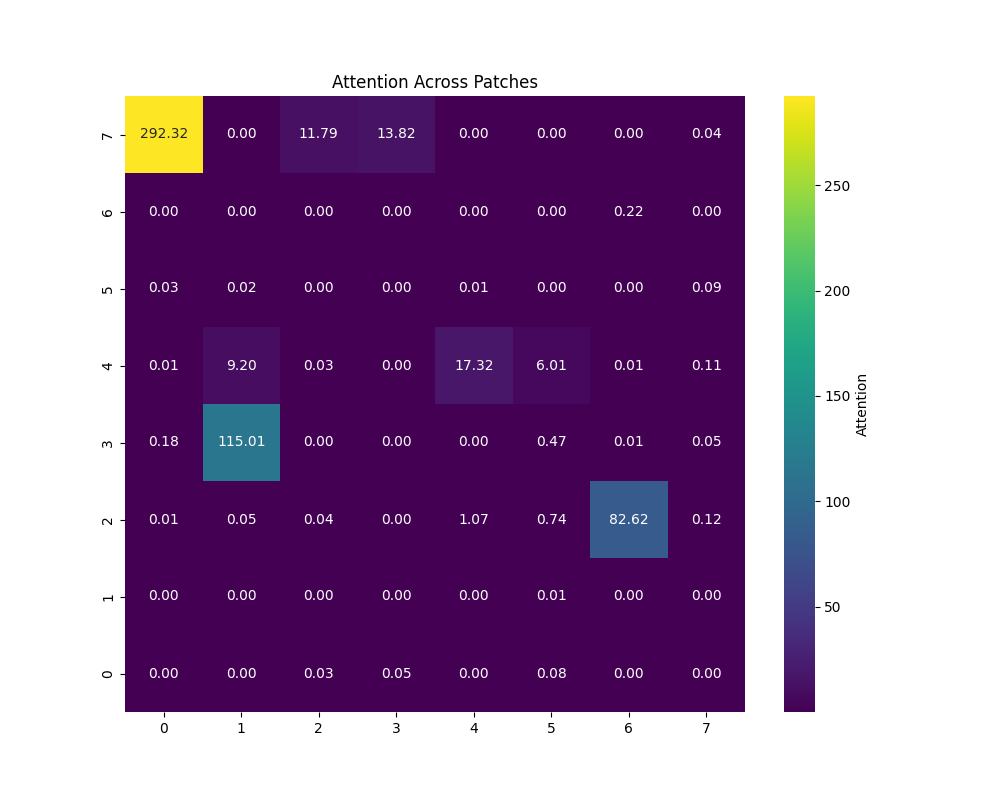 Attention Across Patches
7 292.32 0.00 11.79 13.82 0.00 0.00 0.00 0.04
6 0.00 0.00 0.00 0.00 0.00 0.00 0.22 0.00
5 0.03 0.02 0.00 0.00 0.01 0.00 0.00 0.09
4 0.01 9.20 0.03 0.00 17.32 6.01 0.01 0.11
3 0.18 115.01 0.00 0.00 0.00 0.47 0.01 0.05
2 0.01 0.05 0.04 0.00 1.07 0.74 82.62 0.12
1 0.00 0.00 0.00 0.00 0.00 0.01 0.00 0.00
0 0.00 0.00 0.03 0.05 0.00 0.08 0.00 0.00
0 1 2 3 4 5 6 7
250
200
150
100
50
Attention